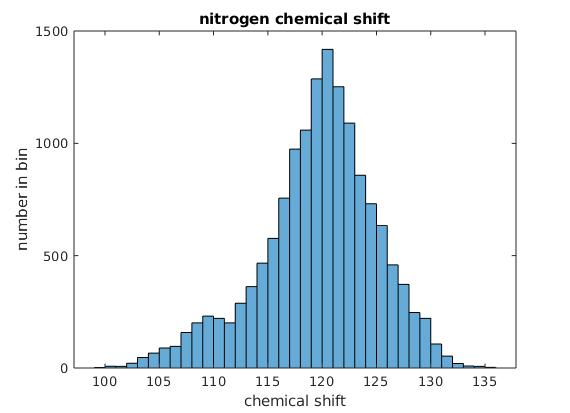 nitrogen chemical shift
1500
1000
500
0
number in bin
100 105 110 115 120 125 130 135
chemical shift